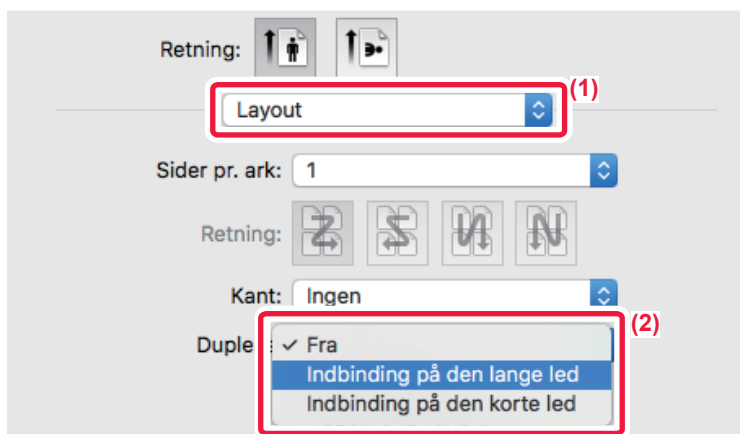 Retning:
(1)
Layout
Sider pr. ark: 1
Retning:
Kant: Ingen
(2)
✓ Fra
Indbinding på den lange led
Indbinding på den korte led